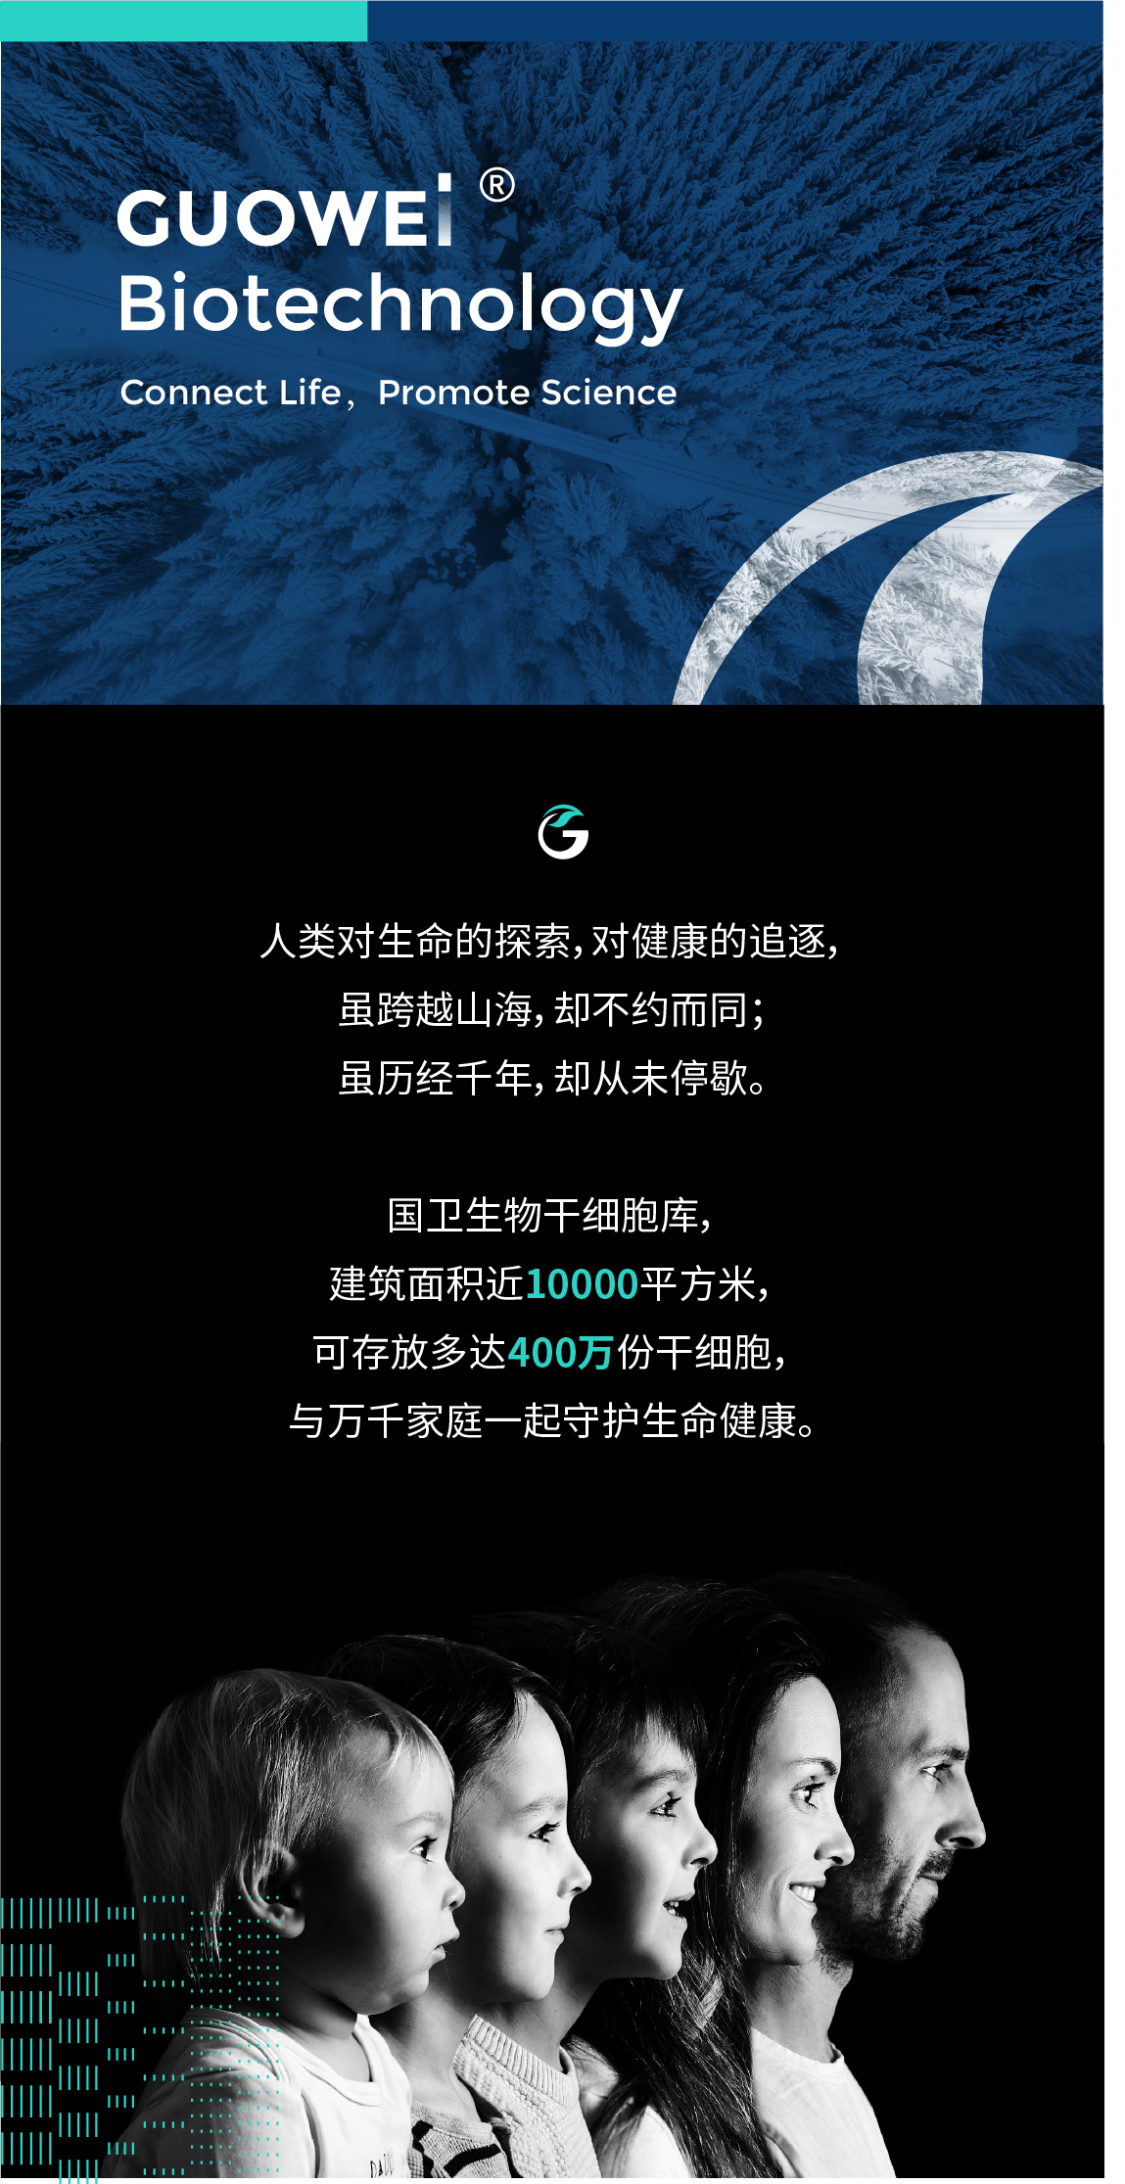 GUOWEi ®
Biotechnology
Connect Life，Promote Science
人类对生命的探索，对健康的追逐，
虽跨越山海，却不约而同；
虽历经千年，却从未停歇。
国卫生物干细胞库，
建筑面积近10000平方米，
可存放多达400万份干细胞，
与万千家庭一起守护生命健康。